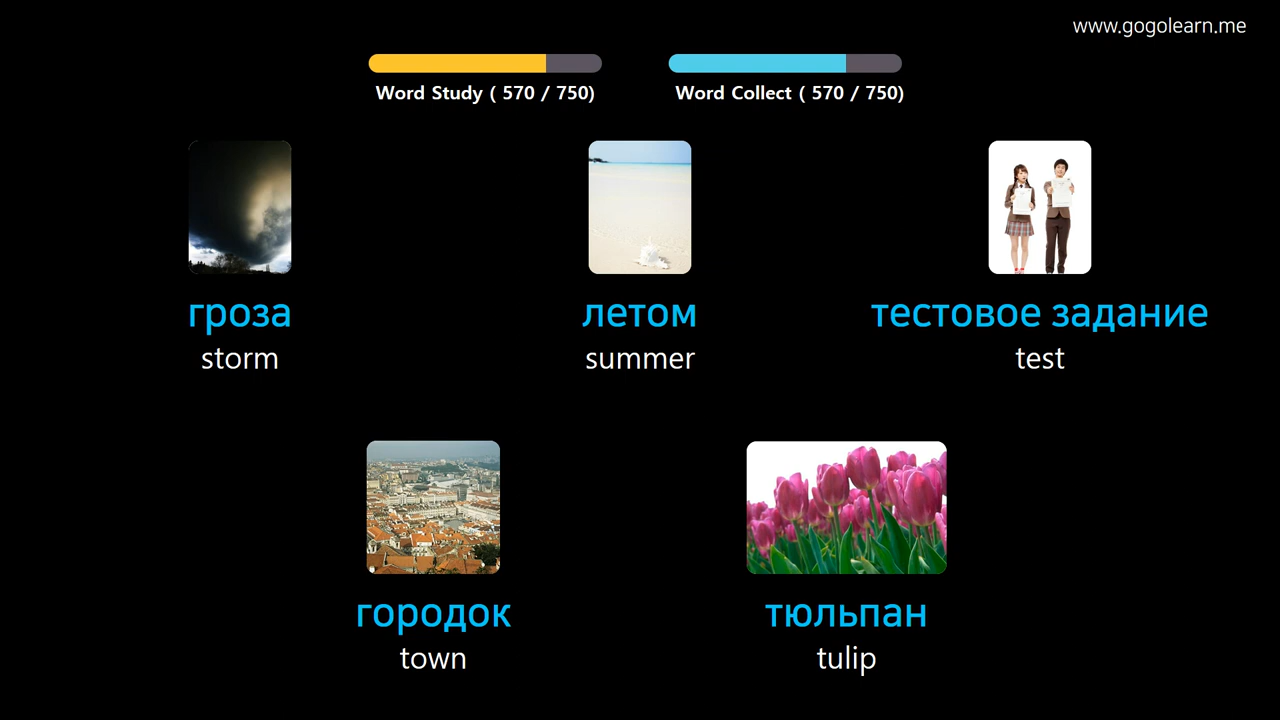 www.gogolearn.me
Word Study ( 570 / 750)
Word Collect ( 570 / 750)
гроза
storm
летом
summer
тестовое задание
test
городок
town
тюльпан
tulip